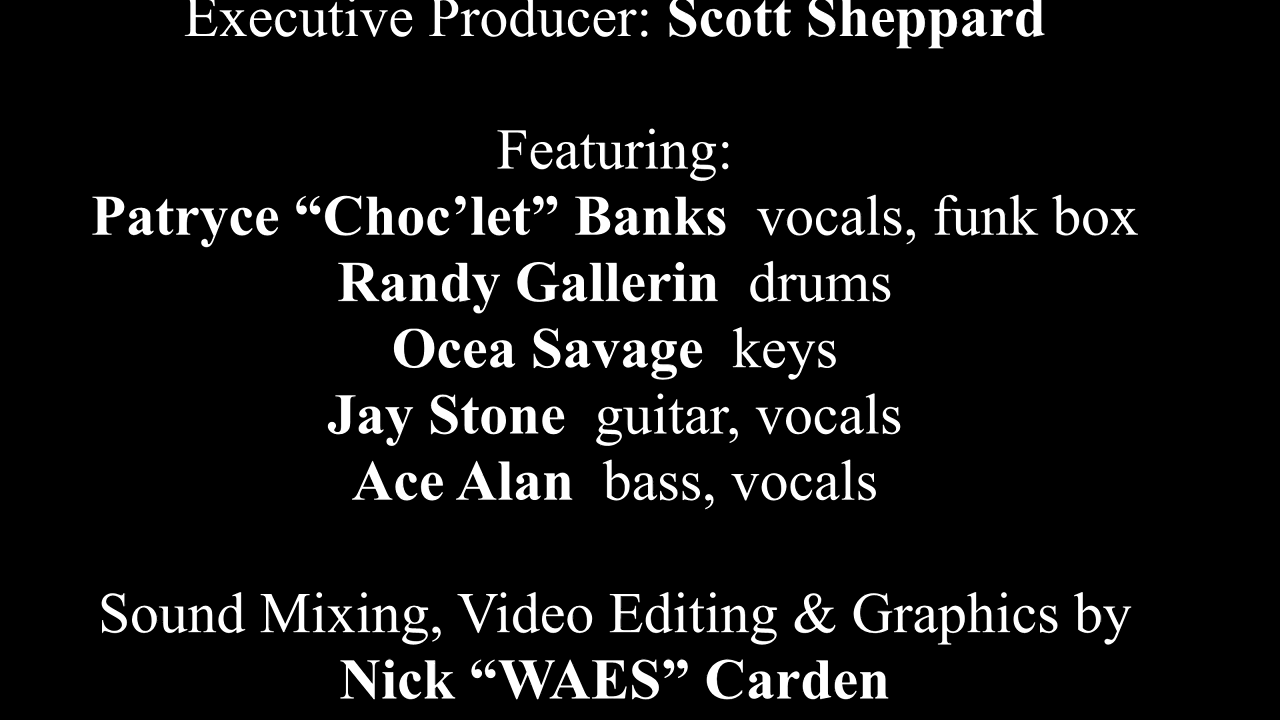 Executive Producer: Scott Sheppard
Featuring:
Patryce “Choc’let” Banks  vocals, funk box
Randy Gallerin  drums
Ocea Savage  keys
Jay Stone  guitar, vocals
Ace Alan  bass, vocals
Sound Mixing, Video Editing & Graphics by
Nick “WAES” Carden